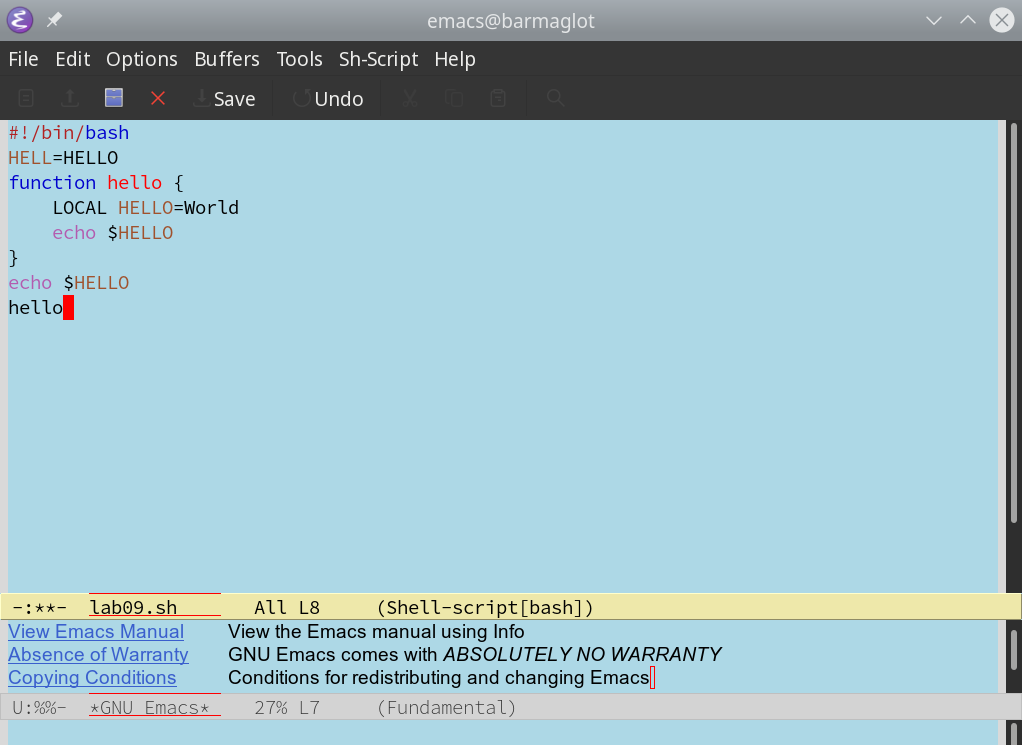 emacs@barmaglot
File Edit Options Buffers Tools Sh-Script Help
Save Undo
#!/bin/bash
HELL=HELLO
function hello {
    LOCAL HELLO=World
    echo $HELLO
}
echo $HELLO
hello
-:**-  lab09.sh       All L8     (Shell-script[bash])
View Emacs Manual	View the Emacs manual using Info
Absence of Warranty	GNU Emacs comes with ABSOLUTELY NO WARRANTY
Copying Conditions	Conditions for redistributing and changing Emacs
U:%%-  *GNU Emacs*    27% L7     (Fundamental)